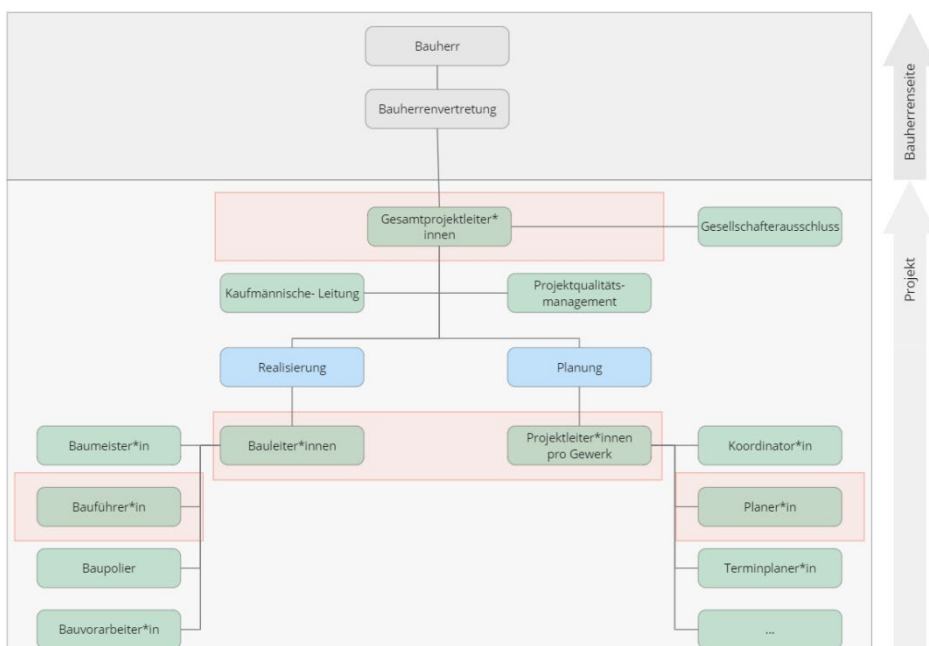 Bauherr
Bauherrenvertretung
Bauherrenseite
Gesamtprojektleiter*
innen
Gesellschafterausschluss
Projekt
Kaufmännische- Leitung
Projektqualitäts-
management
Realisierung
Planung
Baumeister*in
Bauleiter*innen
Projektleiter*innen
pro Gewerk
Koordinator*in
Bauführer*in
Planer*in
Baupolier
Terminplaner*in
Bauvorarbeiter*in
...